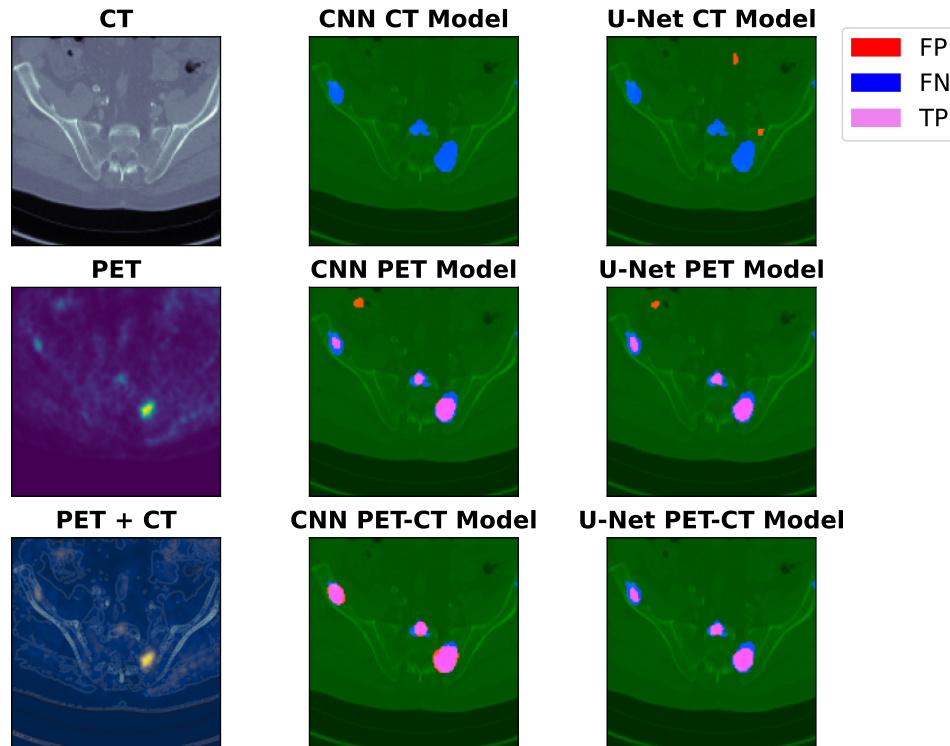 CT
CNN CT Model
U-Net CT Model
FP
FN
TP
PET
CNN PET Model
U-Net PET Model
PET + CT
CNN PET-CT Model
U-Net PET-CT Model